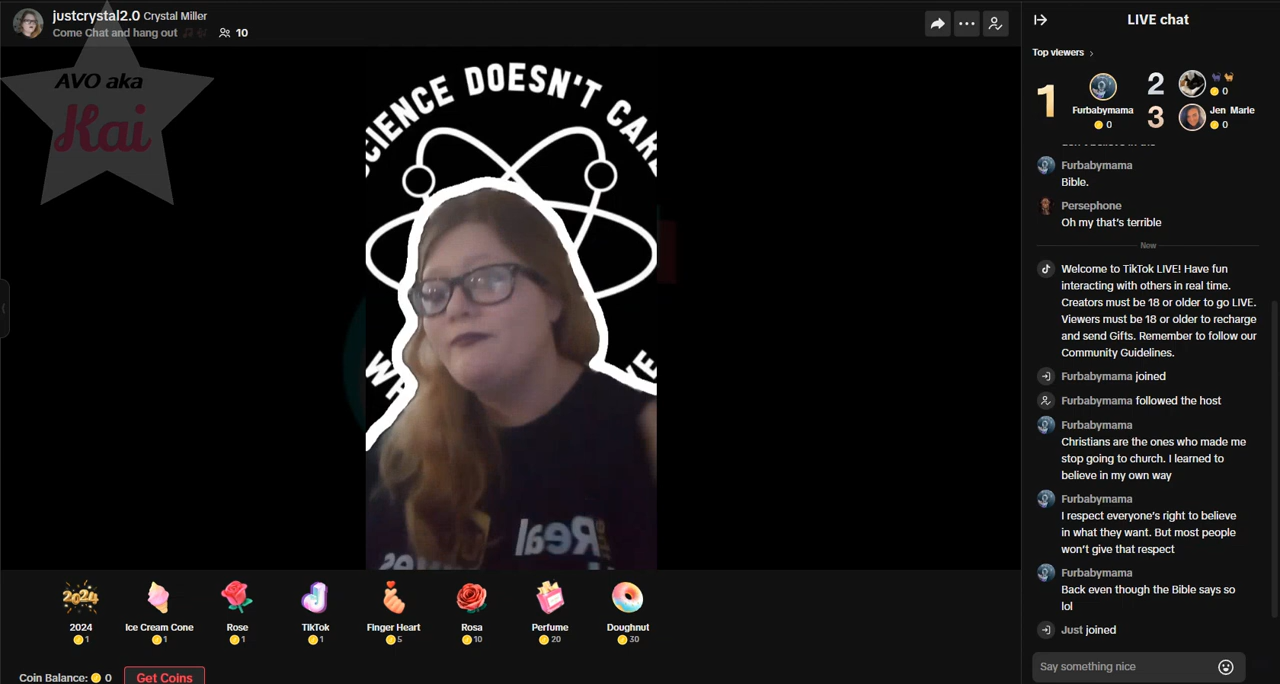 justcrystal2.0 Crystal Miller
Come Chat and hang out
10
AVO aka
Kai
SCIENCE DOESN'T CARE
WH
VE
Real
LIVE chat
Top viewers
1
Furbabymama
0
2
0
3
Jen Marie
0
Furbabymama
Bible.
Persephone
Oh my that's terrible
New
Welcome to TikTok LIVE! Have fun
interacting with others in real time.
Creators must be 18 or older to go LIVE.
Viewers must be 18 or older to recharge
and send Gifts. Remember to follow our
Community Guidelines.
Furbabymama joined
Furbabymama followed the host
Furbabymama
Christians are the ones who made me
stop going to church. I learned to
believe in my own way
Furbabymama
I respect everyone's right to believe
in what they want. But most people
won't give that respect
Furbabymama
Back even though the Bible says so
lol
Just joined
Say something nice
2024
2024 Ice Cream Cone Rose TikTok Finger Heart Rosa Perfume Doughnut
1 1 1 1 5 10 20 30
Coin Balance: 0 Get Coins